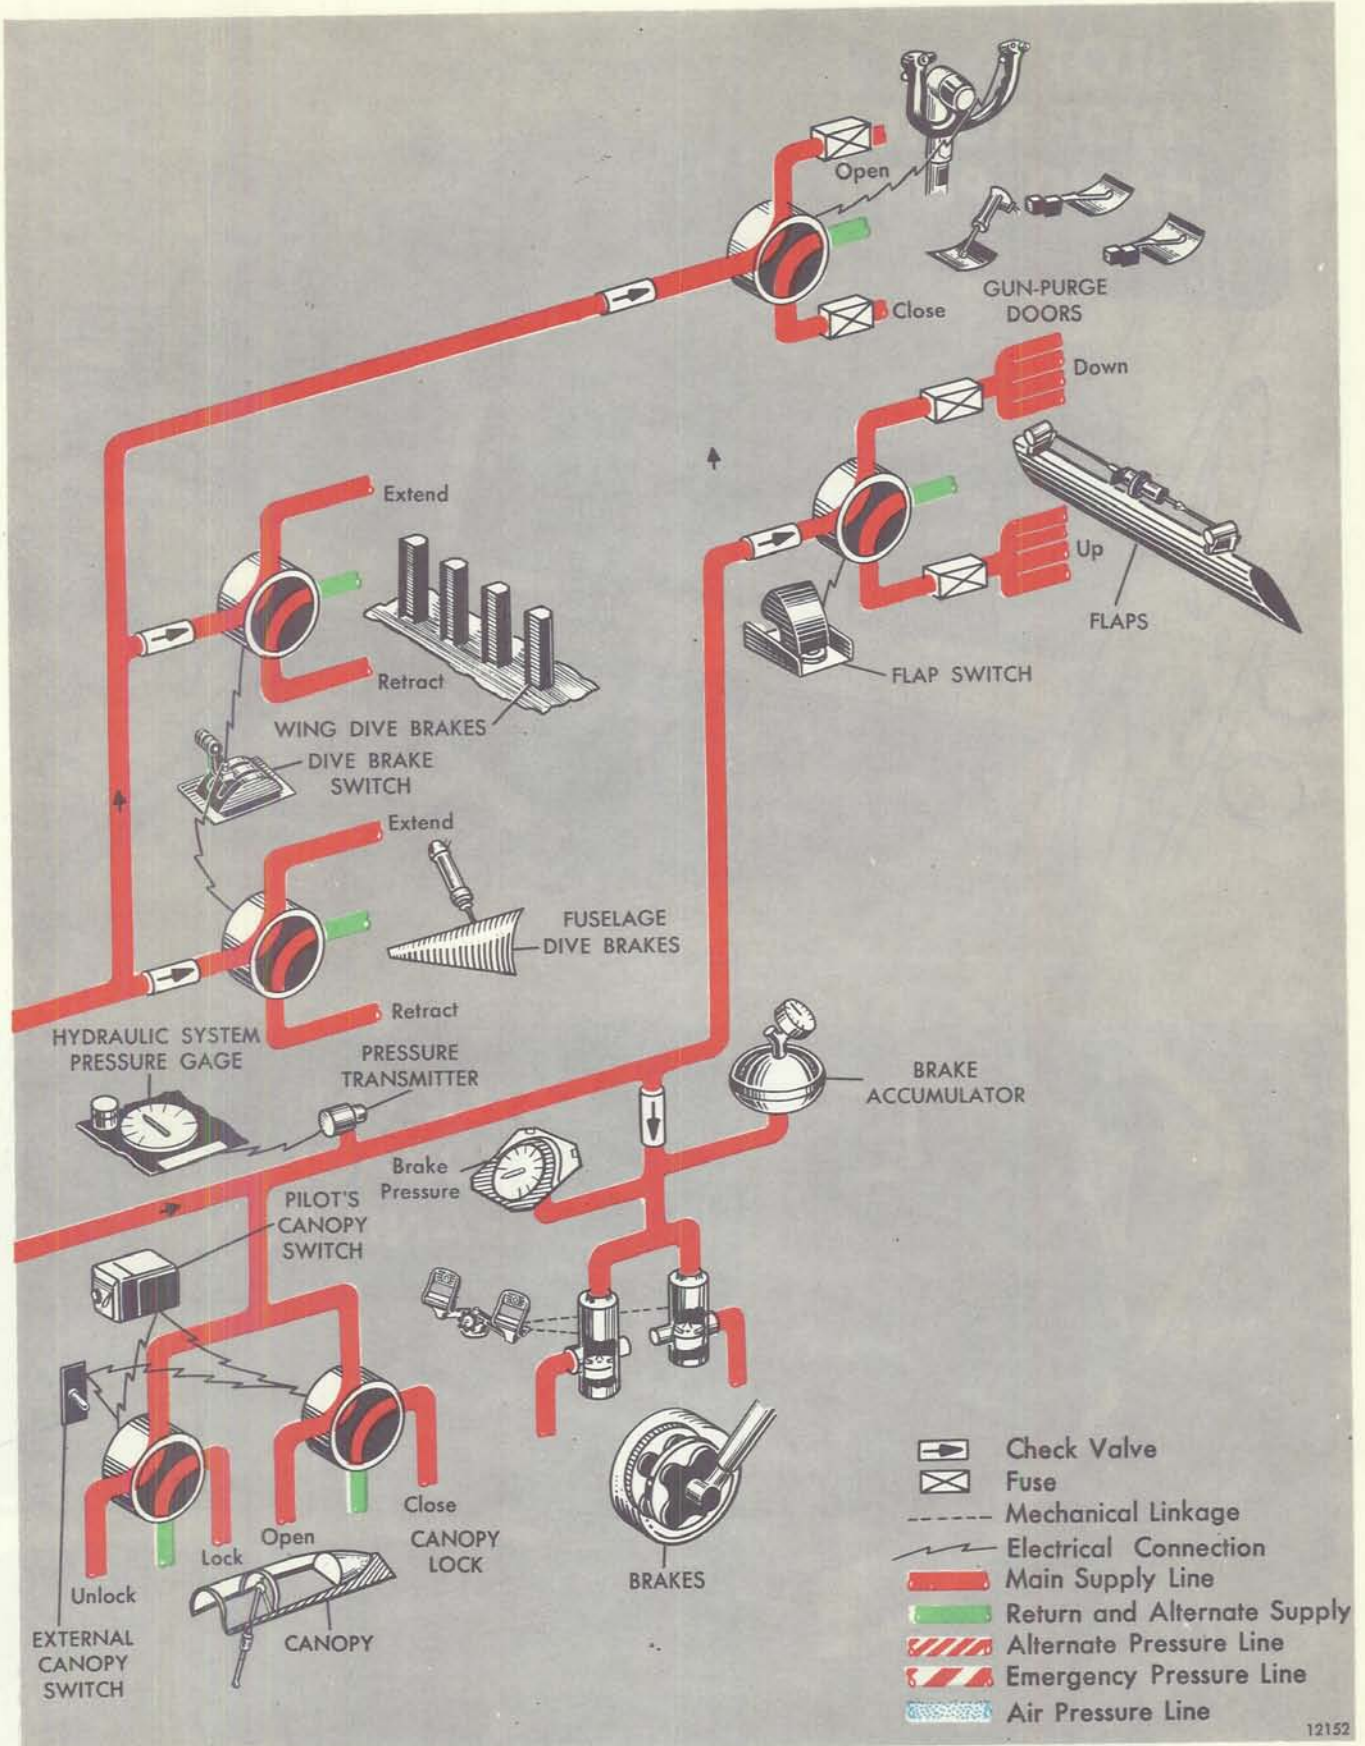 Open
Close
GUN-PURGE
DOORS
Down
Up
FLAPS
FLAP SWITCH
Extend
Retract
WING DIVE BRAKES
DIVE BRAKE
SWITCH
Extend
FUSELAGE
DIVE BRAKES
Retract
HYDRAULIC SYSTEM
PRESSURE GAGE
PRESSURE
TRANSMITTER
BRAKE
ACCUMULATOR
Brake
Pressure
PILOT'S
CANOPY
SWITCH
Unlock
Lock
Open
Close
CANOPY
LOCK
CANOPY
EXTERNAL
CANOPY
SWITCH
BRAKES
Check Valve
Fuse
Mechanical Linkage
Electrical Connection
Main Supply Line
Return and Alternate Supply
Alternate Pressure Line
Emergency Pressure Line
Air Pressure Line
12152